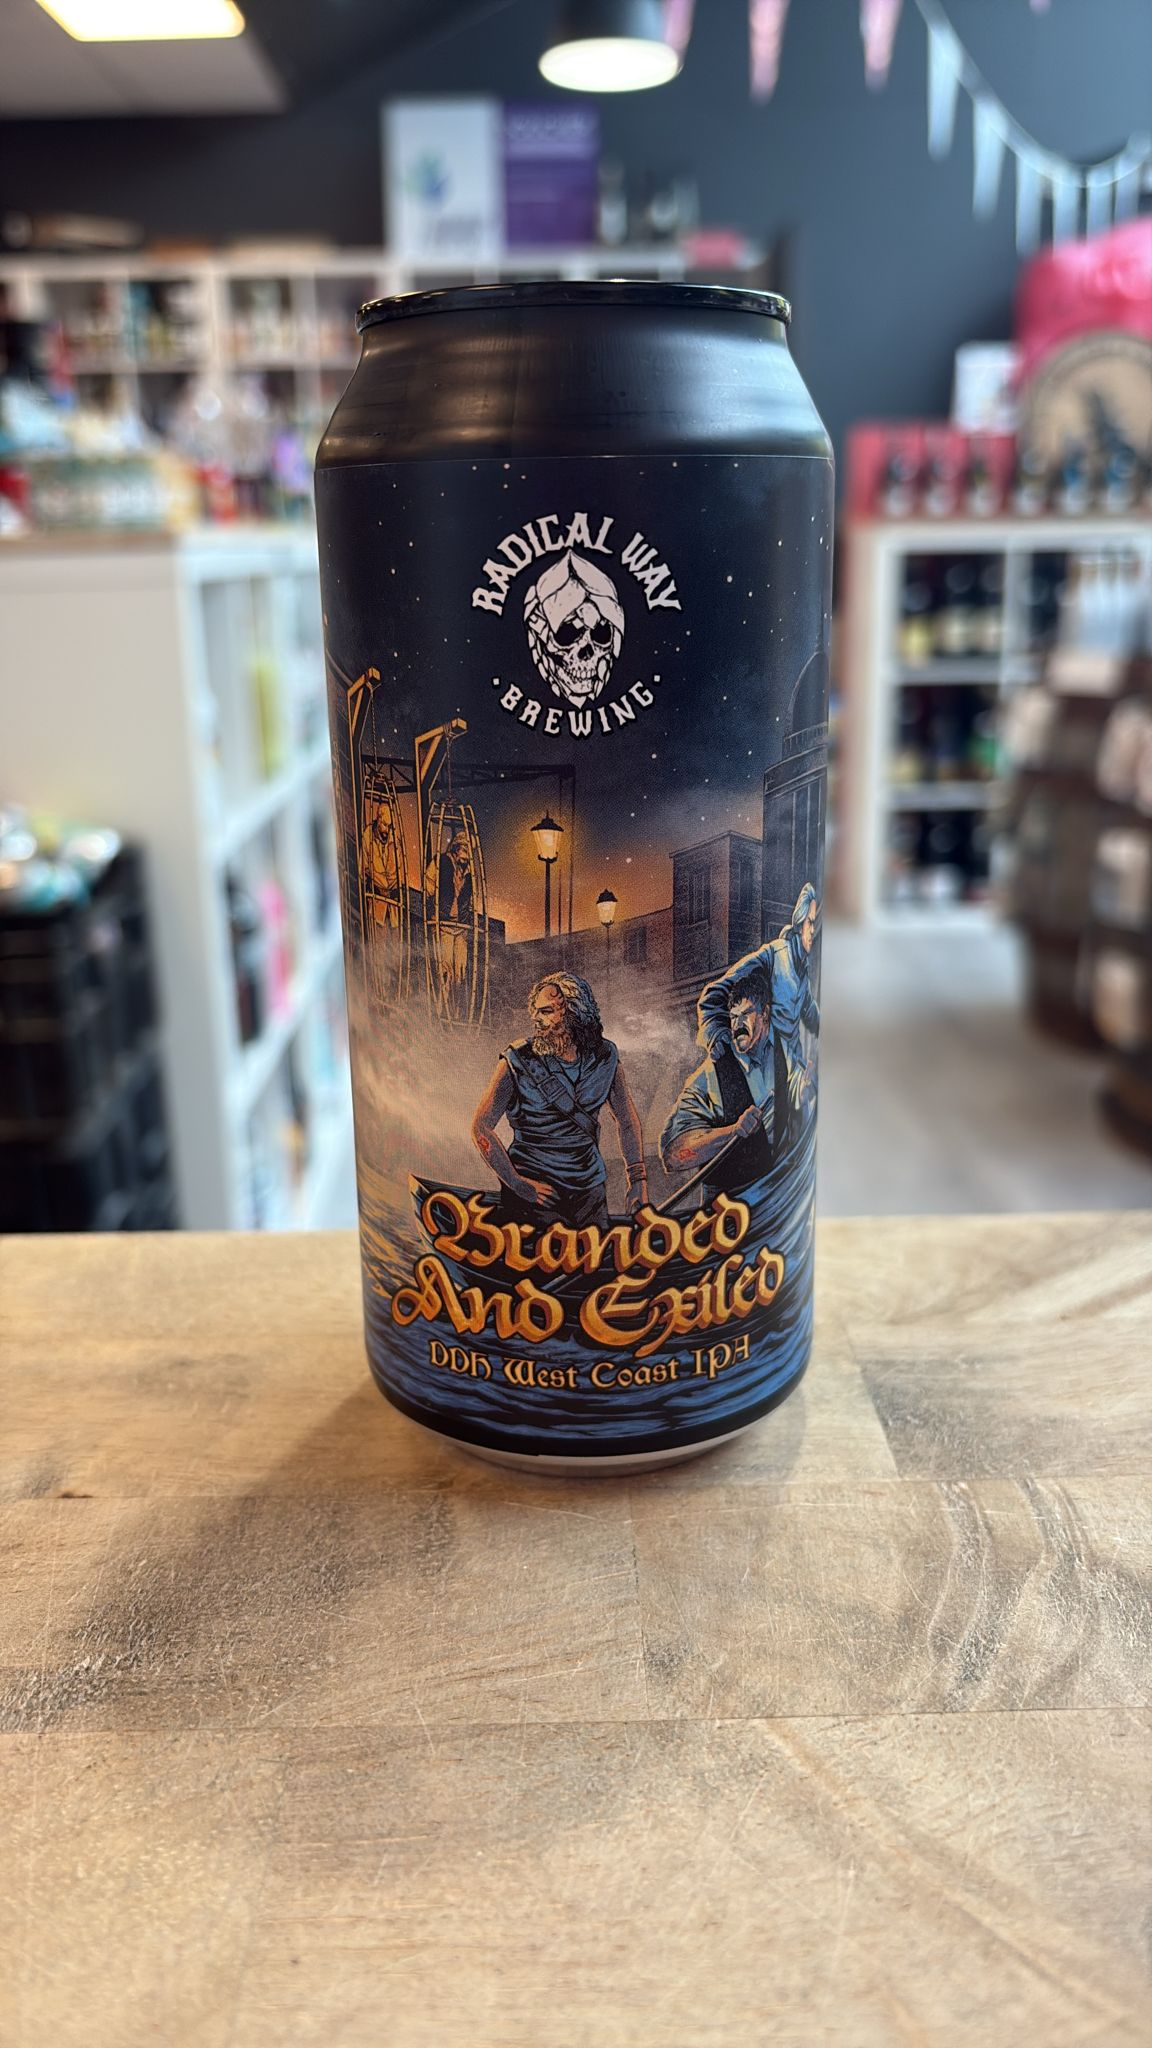 RADICAL WAY
BREWING
Branded
And Exiled
DDH West Coast IPA